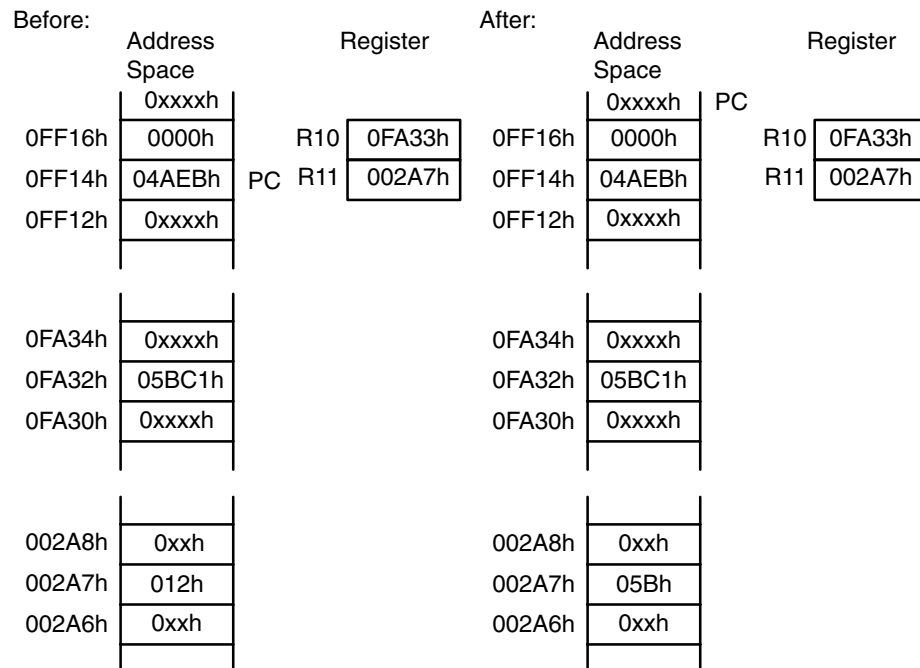 Before:
Address Space
Register
0xxxxh
0FF16h 0000h R10 0FA33h
0FF14h 04AEBh PC R11 002A7h
0FF12h 0xxxxh
0FA34h 0xxxxh
0FA32h 05BC1h
0FA30h 0xxxxh
002A8h 0xxh
002A7h 012h
002A6h 0xxh
After:
Address Space
Register
0xxxxh PC
0FF16h 0000h R10 0FA33h
0FF14h 04AEBh R11 002A7h
0FF12h 0xxxxh
0FA34h 0xxxxh
0FA32h 05BC1h
0FA30h 0xxxxh
002A8h 0xxh
002A7h 05Bh
002A6h 0xxh